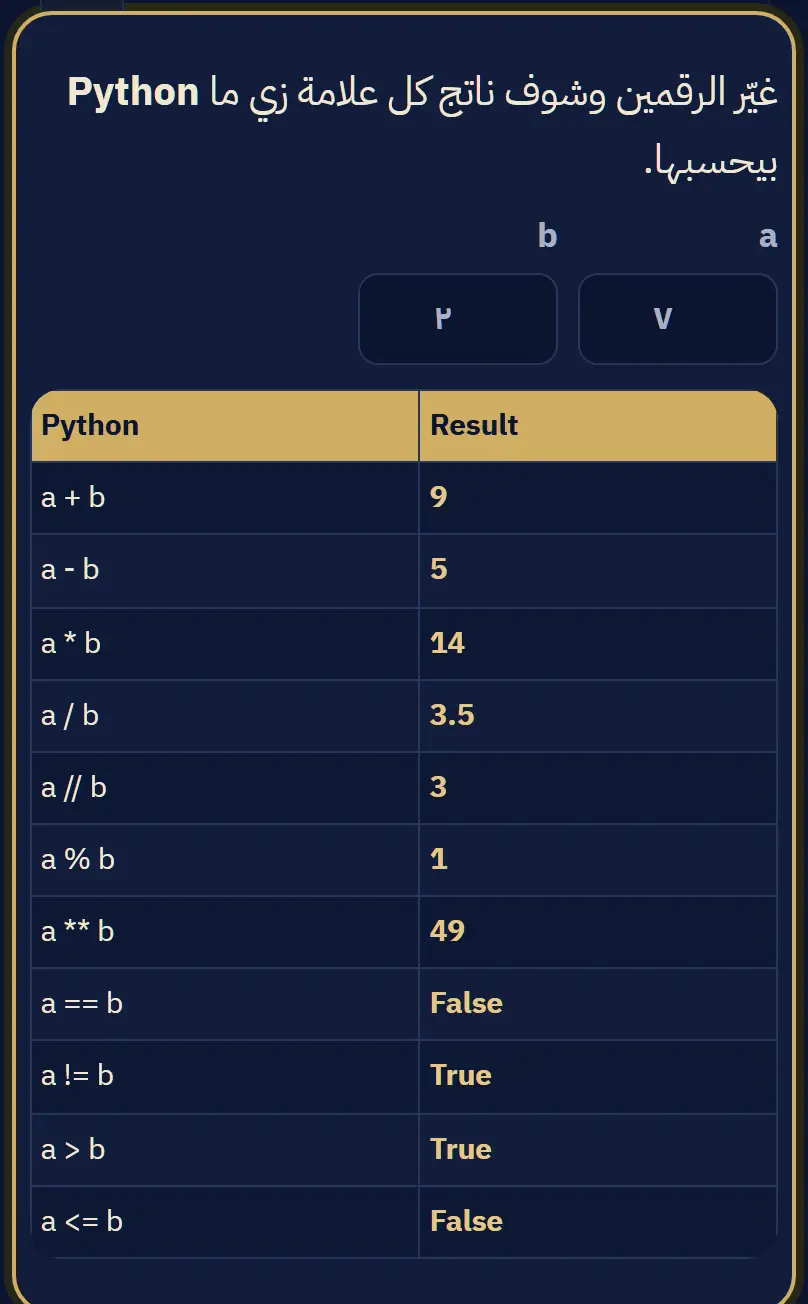 غيّر الرقمين وشوف ناتج كل علامة زي ما Python
بيحسبها.
a b
٧ ٢
Python Result
a + b 9
a - b 5
a * b 14
a / b 3.5
a // b 3
a % b 1
a ** b 49
a == b False
a != b True
a > b True
a <= b False